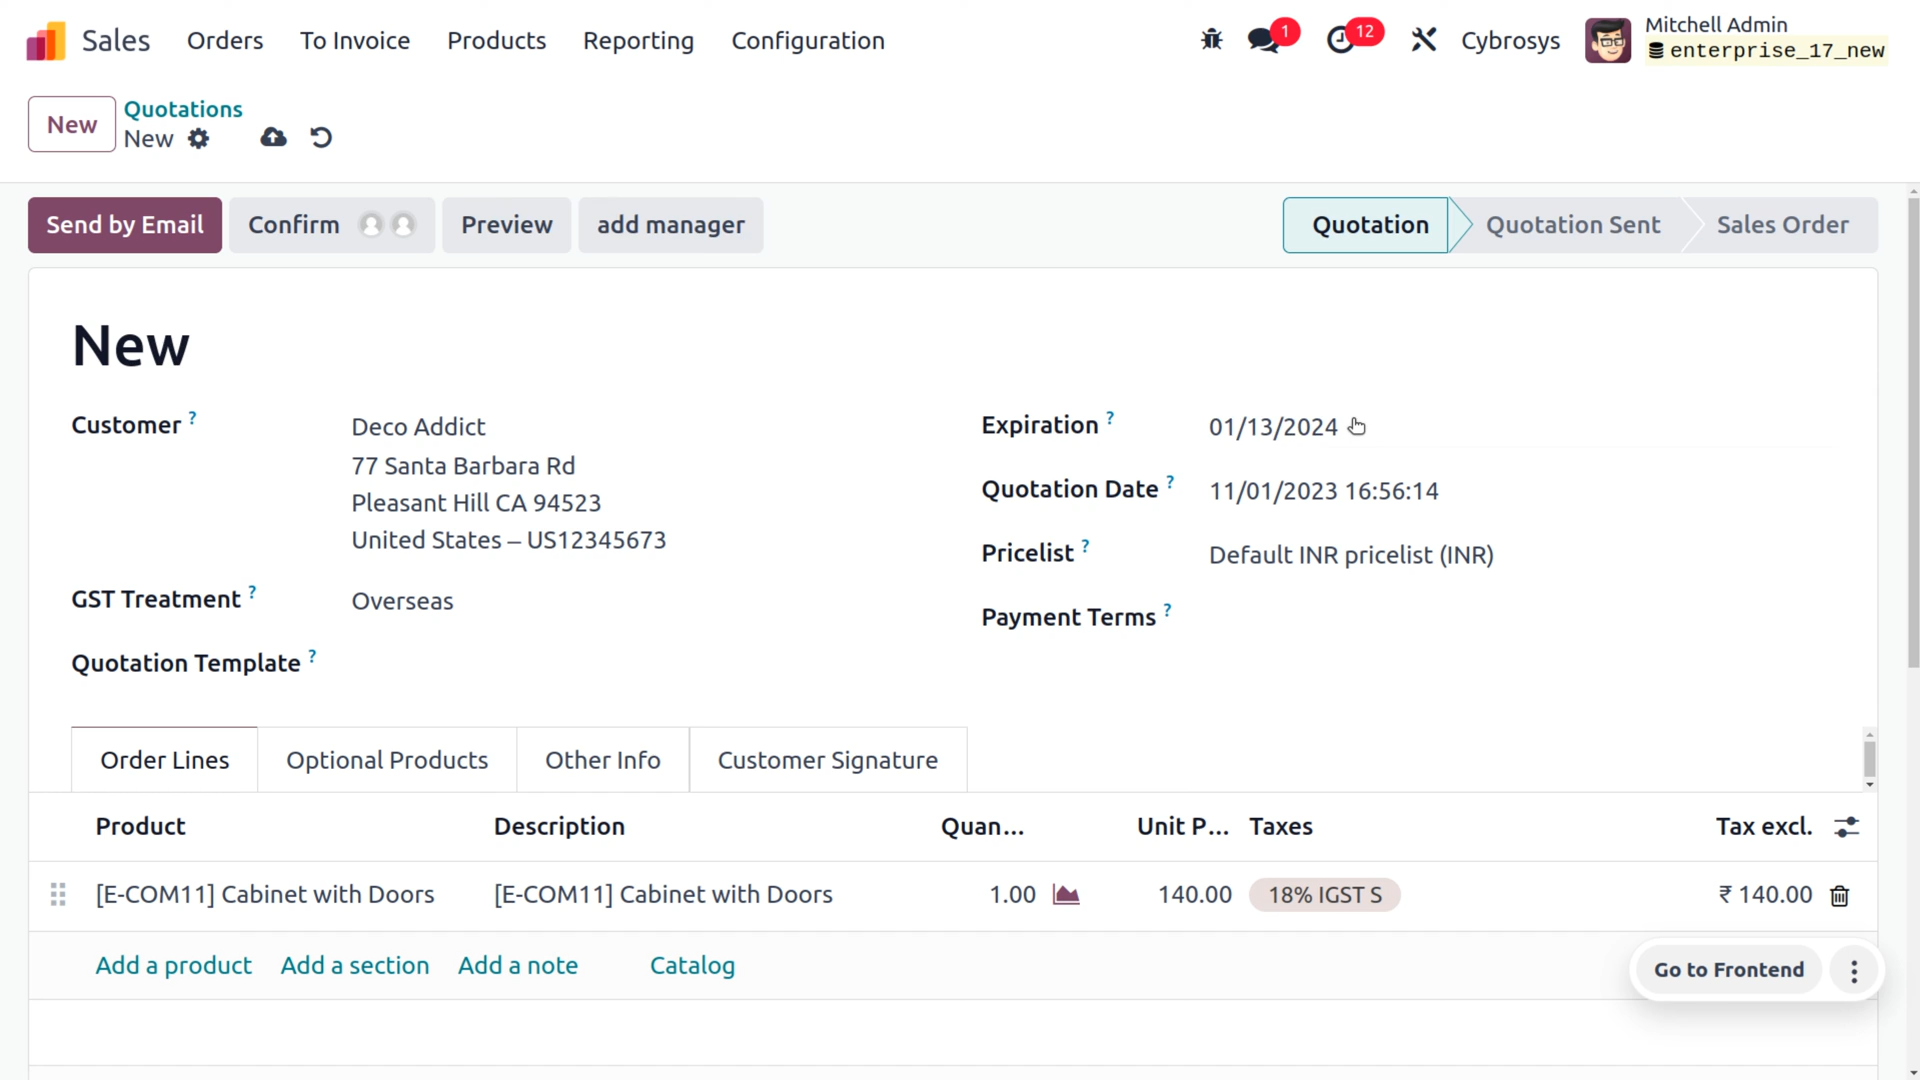 Sales Orders To Invoice Products Reporting Configuration 1 12 Cybrosys Mitchell Admin
enterprise_17_new
New Quotations
New
Send by Email Confirm Preview add manager Quotation Quotation Sent Sales Order
New
Customer ? Deco Addict Expiration ? 01/13/2024
77 Santa Barbara Rd
Pleasant Hill CA 94523 Quotation Date ? 11/01/2023 16:56:14
United States – US12345673 Pricelist ? Default INR pricelist (INR)
GST Treatment ? Overseas Payment Terms ?
Quotation Template ?
Order Lines Optional Products Other Info Customer Signature
Product Description Quan... Unit P... Taxes Tax excl.
[E-COM11] Cabinet with Doors [E-COM11] Cabinet with Doors 1.00 140.00 18% IGST S ₹ 140.00
Add a product Add a section Add a note Catalog Go to Frontend